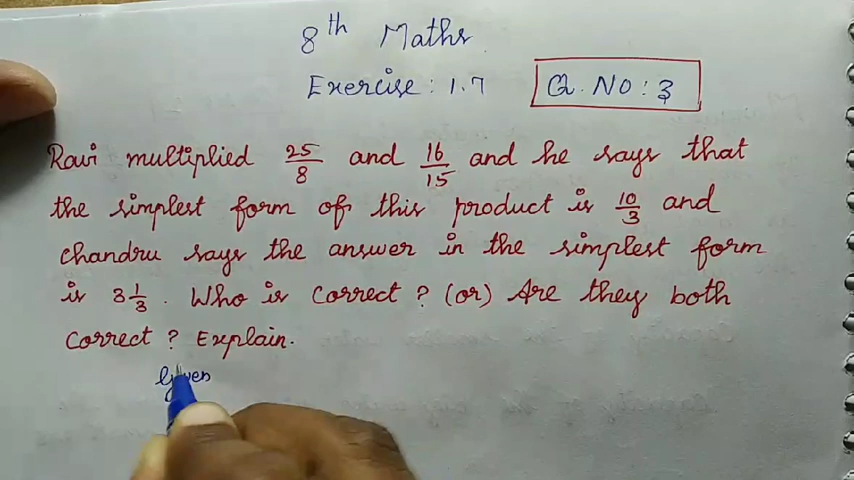 8th Maths
Exercise: 1.7 Q. NO: 3
Ravi multiplied 25/8 and 16/15 and he says that
the simplest form of this product is 10/3 and
chandru says the answer in the simplest form
is 3 1/3. Who is correct? (or) Are they both
correct? Explain.
Given